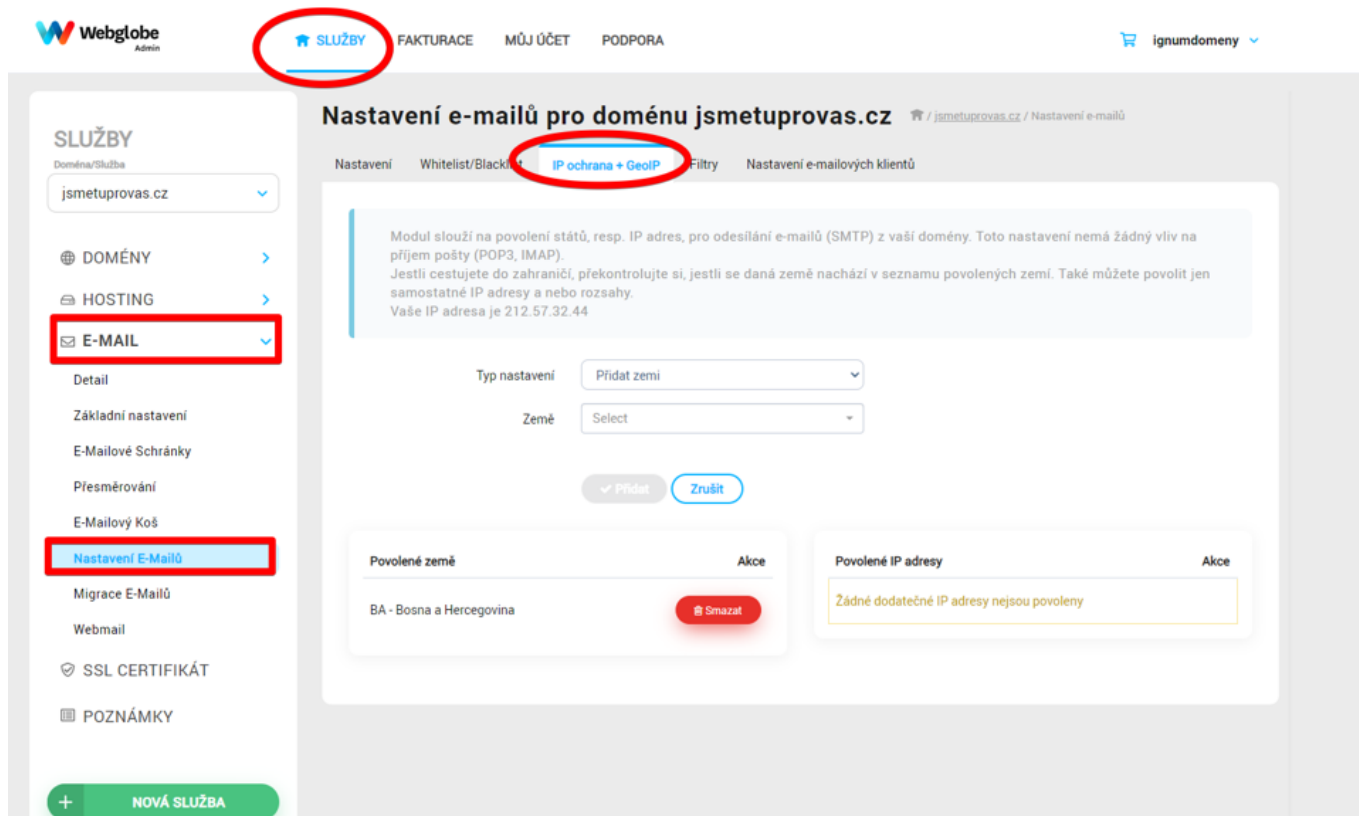 Webglobe
Admin
SLUŽBY
FAKTURACE
MŮJ ÚČET
PODPORA
ignumdomeny
SLUŽBY
Doména/Služba
jsmetuprovas.cz
DOMÉNY
HOSTING
E-MAIL
Detail
Základní nastavení
E-Mailové Schránky
Přesměrování
E-Mailový Koš
Nastavení E-Mailů
Migrace E-Mailů
Webmail
SSL CERTIFIKÁT
POZNÁMKY
+ NOVÁ SLUŽBA
Nastavení e-mailů pro doménu jsmetuprovas.cz
/ jsmetuprovas.cz / Nastavení e-mailů
Nastavení
Whitelist/Blacklist
IP ochrana + GeoIP
Filtry
Nastavení e-mailových klientů
Modul slouží na povolení států, resp. IP adres, pro odesílání e-mailů (SMTP) z vaší domény. Toto nastavení nemá žádný vliv na
příjem pošty (POP3, IMAP).
Jestli cestujete do zahraničí, překontrolujte si, jestli se daná země nachází v seznamu povolených zemí. Také můžete povolit jen
samostatné IP adresy a nebo rozsahy.
Vaše IP adresa je 212.57.32.44
Typ nastavení
Přidat zemi
Země
Select
Přidat
Zrušit
Povolené země
Akce
BA - Bosna a Hercegovina
Smazat
Povolené IP adresy
Akce
Žádné dodatečné IP adresy nejsou povoleny